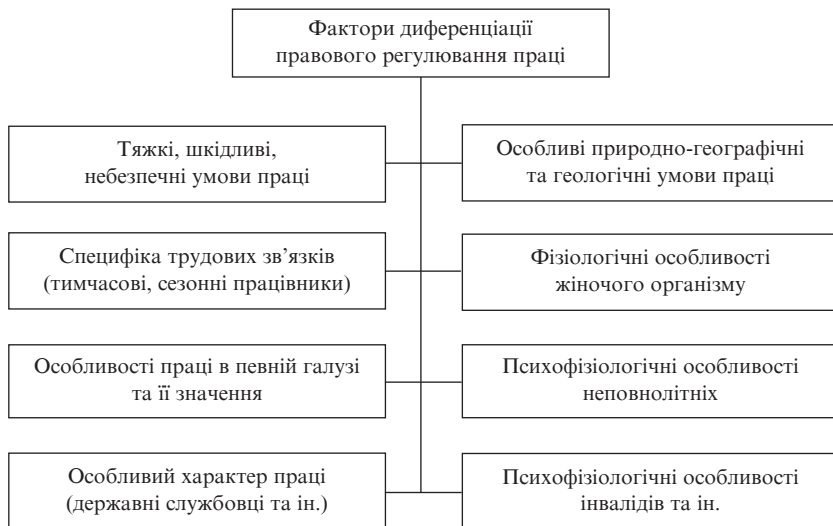 Фактори диференціації
правового регулювання праці
Тяжкі, шкідливі,
небезпечні умови праці
Особливі природно-географічні
та геологічні умови праці
Специфіка трудових зв’язків
(тимчасові, сезонні працівники)
Фізіологічні особливості
жіночого організму
Особливості праці в певній галузі
та її значення
Психофізіологічні особливості
неповнолітніх
Особливий характер праці
(державні службовці та ін.)
Психофізіологічні особливості
інвалідів та ін.